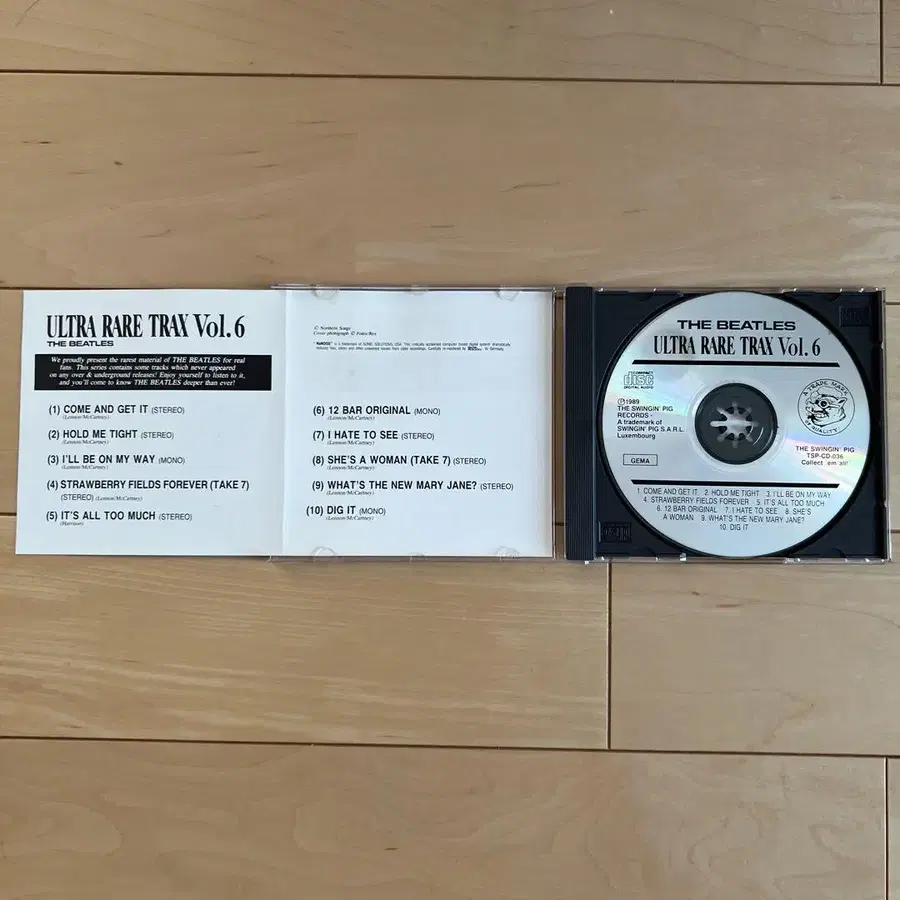 ULTRA RARE TRAX Vol. 6
THE BEATLES
We proudly present the rarest material of THE BEATLES for real
fans. This series contains some tracks which never appeared
on any over & underground releases! Enjoy yourself to listen to it,
and you'll come to know THE BEATLES deeper than ever!
(1) COME AND GET IT (STEREO)
(Lennon/McCartney)
(2) HOLD ME TIGHT (STEREO)
(Lennon/McCartney)
(3) I'LL BE ON MY WAY (MONO)
(Lennon/McCartney)
(4) STRAWBERRY FIELDS FOREVER (TAKE 7)
(STEREO) (Lennon/McCartney)
(5) IT'S ALL TOO MUCH (STEREO)
(Harrison)
© Northern Songs
Cover photograph © Fotex/Rex
(6) 12 BAR ORIGINAL (MONO)
(Lennon/McCartney)
(7) I HATE TO SEE (STEREO)
(Lennon/McCartney)
(8) SHE'S A WOMAN (TAKE 7) (STEREO)
(Lennon/McCartney)
(9) WHAT'S THE NEW MARY JANE? (STEREO)
(Lennon/McCartney)
(10) DIG IT (MONO)
(Lennon/McCartney)
THE BEATLES
ULTRA RARE TRAX Vol. 6
COMPACT
disc
DIGITAL AUDIO
℗1989
THE SWINGIN' PIG
RECORDS -
A trademark of
SWINGIN' PIG S.A.R.L.
Luxembourg
GEMA
A TRADE MARK
OF QUALITY
THE SWINGIN' PIG
TSP-CD-036
Collect 'em all!
1. COME AND GET IT 2. HOLD ME TIGHT 3. I'LL BE ON MY WAY
4. STRAWBERRY FIELDS FOREVER 5. IT'S ALL TOO MUCH
6. 12 BAR ORIGINAL 7. I HATE TO SEE 8. SHE'S
A WOMAN 9. WHAT'S THE NEW MARY JANE?
10. DIG IT